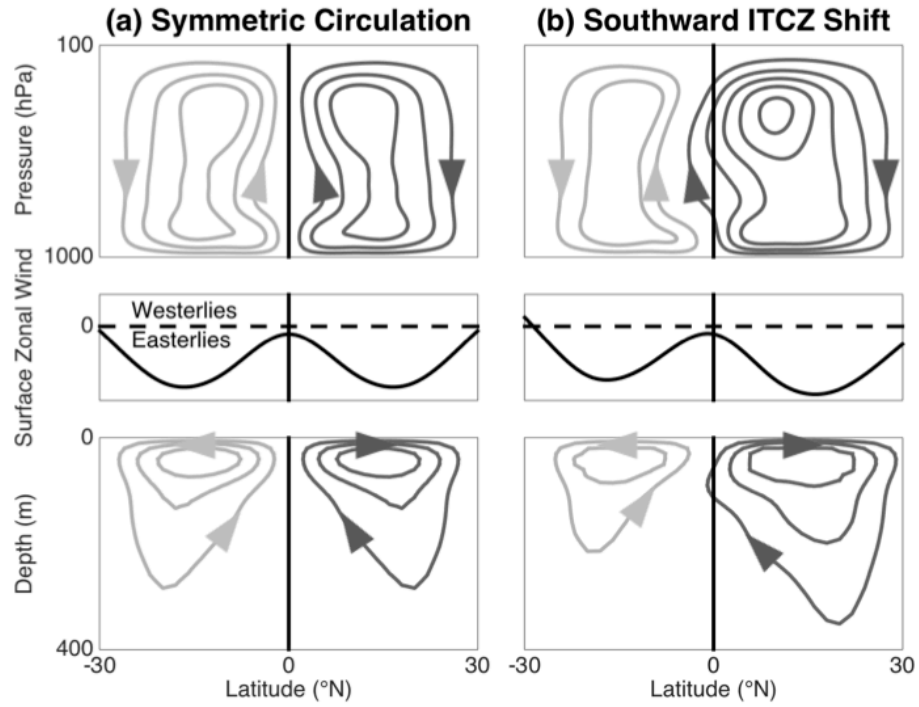 (a) Symmetric Circulation
(b) Southward ITCZ Shift
100
Pressure (hPa)
1000
Surface Zonal Wind
Westerlies
0
Easterlies
0
Depth (m)
400
-30
0
30
-30
0
30
Latitude (°N)
Latitude (°N)